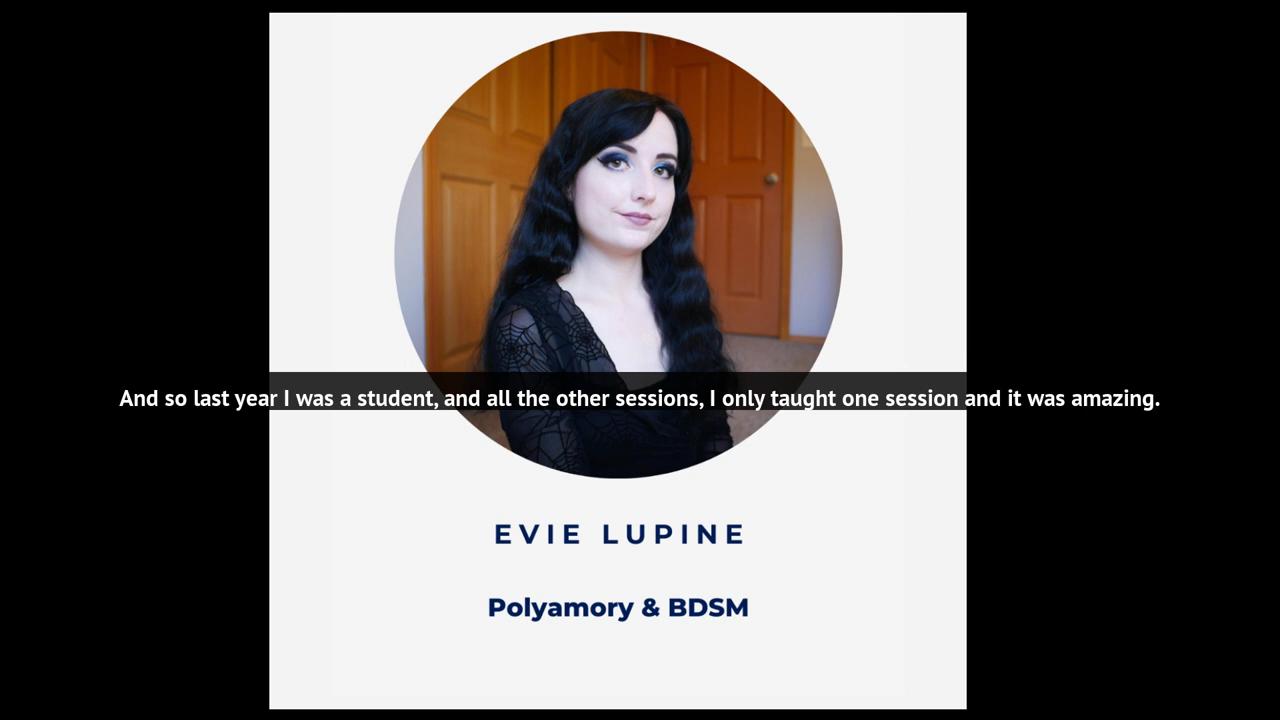 And so last year I was a student, and all the other sessions, I only taught one session and it was amazing.
EVIE LUPINE
Polyamory & BDSM